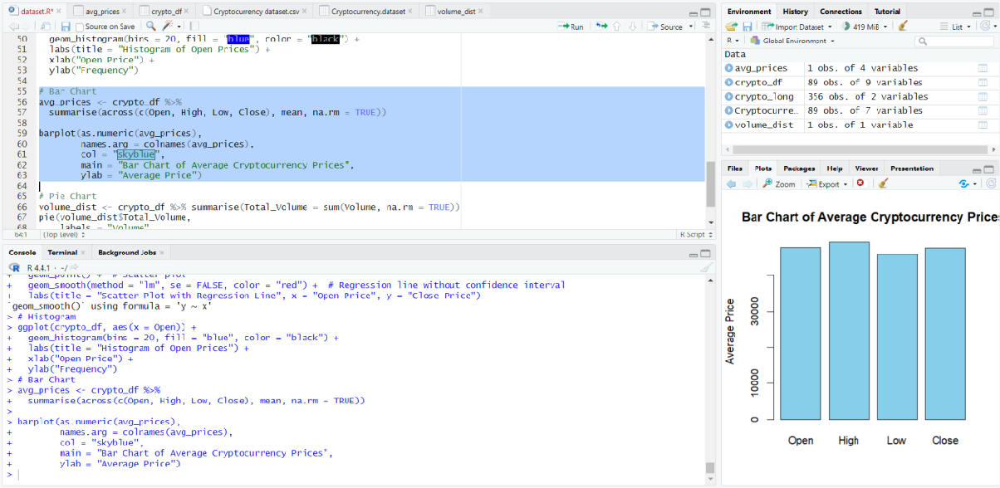 dataset.R* × avg_prices × crypto_df × Cryptocurrency dataset.csv × Cryptocurrency.dataset × volume_dist ×
Source on Save Run Source
50 geom_histogram(bins = 20, fill = "blue", color = "black") +
51 labs(title = "Histogram of Open Prices") +
52 xlab("Open Price") +
53 ylab("Frequency")
54
55 # Bar Chart
56 avg_prices <- crypto_df %>%
57 summarise(across(c(Open, High, Low, Close), mean, na.rm = TRUE))
58
59 barplot(as.numeric(avg_prices),
60 names.arg = colnames(avg_prices),
61 col = "skyblue",
62 main = "Bar Chart of Average Cryptocurrency Prices",
63 ylab = "Average Price")
64
65 # Pie Chart
66 volume_dist <- crypto_df %>% summarise(Total_Volume = sum(Volume, na.rm = TRUE))
67 pie(volume_dist$Total_Volume,
68 labels = "Volume"
64:1 (Top Level) R Script
Console Terminal × Background Jobs ×
R R 4.4.1 · ~/
+ geom_point() + # Scatter plot
+ geom_smooth(method = "lm", se = FALSE, color = "red") + # Regression line without confidence interval
+ labs(title = "Scatter Plot with Regression Line", x = "Open Price", y = "Close Price")
`geom_smooth()` using formula = 'y ~ x'
> # Histogram
> ggplot(crypto_df, aes(x = Open)) +
+ geom_histogram(bins = 20, fill = "blue", color = "black") +
+ labs(title = "Histogram of Open Prices") +
+ xlab("Open Price") +
+ ylab("Frequency")
> # Bar Chart
> avg_prices <- crypto_df %>%
+ summarise(across(c(Open, High, Low, Close), mean, na.rm = TRUE))
>
> barplot(as.numeric(avg_prices),
+ names.arg = colnames(avg_prices),
+ col = "skyblue",
+ main = "Bar Chart of Average Cryptocurrency Prices",
+ ylab = "Average Price")
>
Environment History Connections Tutorial
Import Dataset 419 MiB List
R Global Environment
Data
avg_prices 1 obs. of 4 variables
crypto_df 89 obs. of 9 variables
crypto_long 356 obs. of 2 variables
Cryptocurre… 89 obs. of 7 variables
volume_dist 1 obs. of 1 variable
Files Plots Packages Help Viewer Presentation
Zoom Export
Bar Chart of Average Cryptocurrency Prices
Average Price
30000
10000
0
Open High Low Close